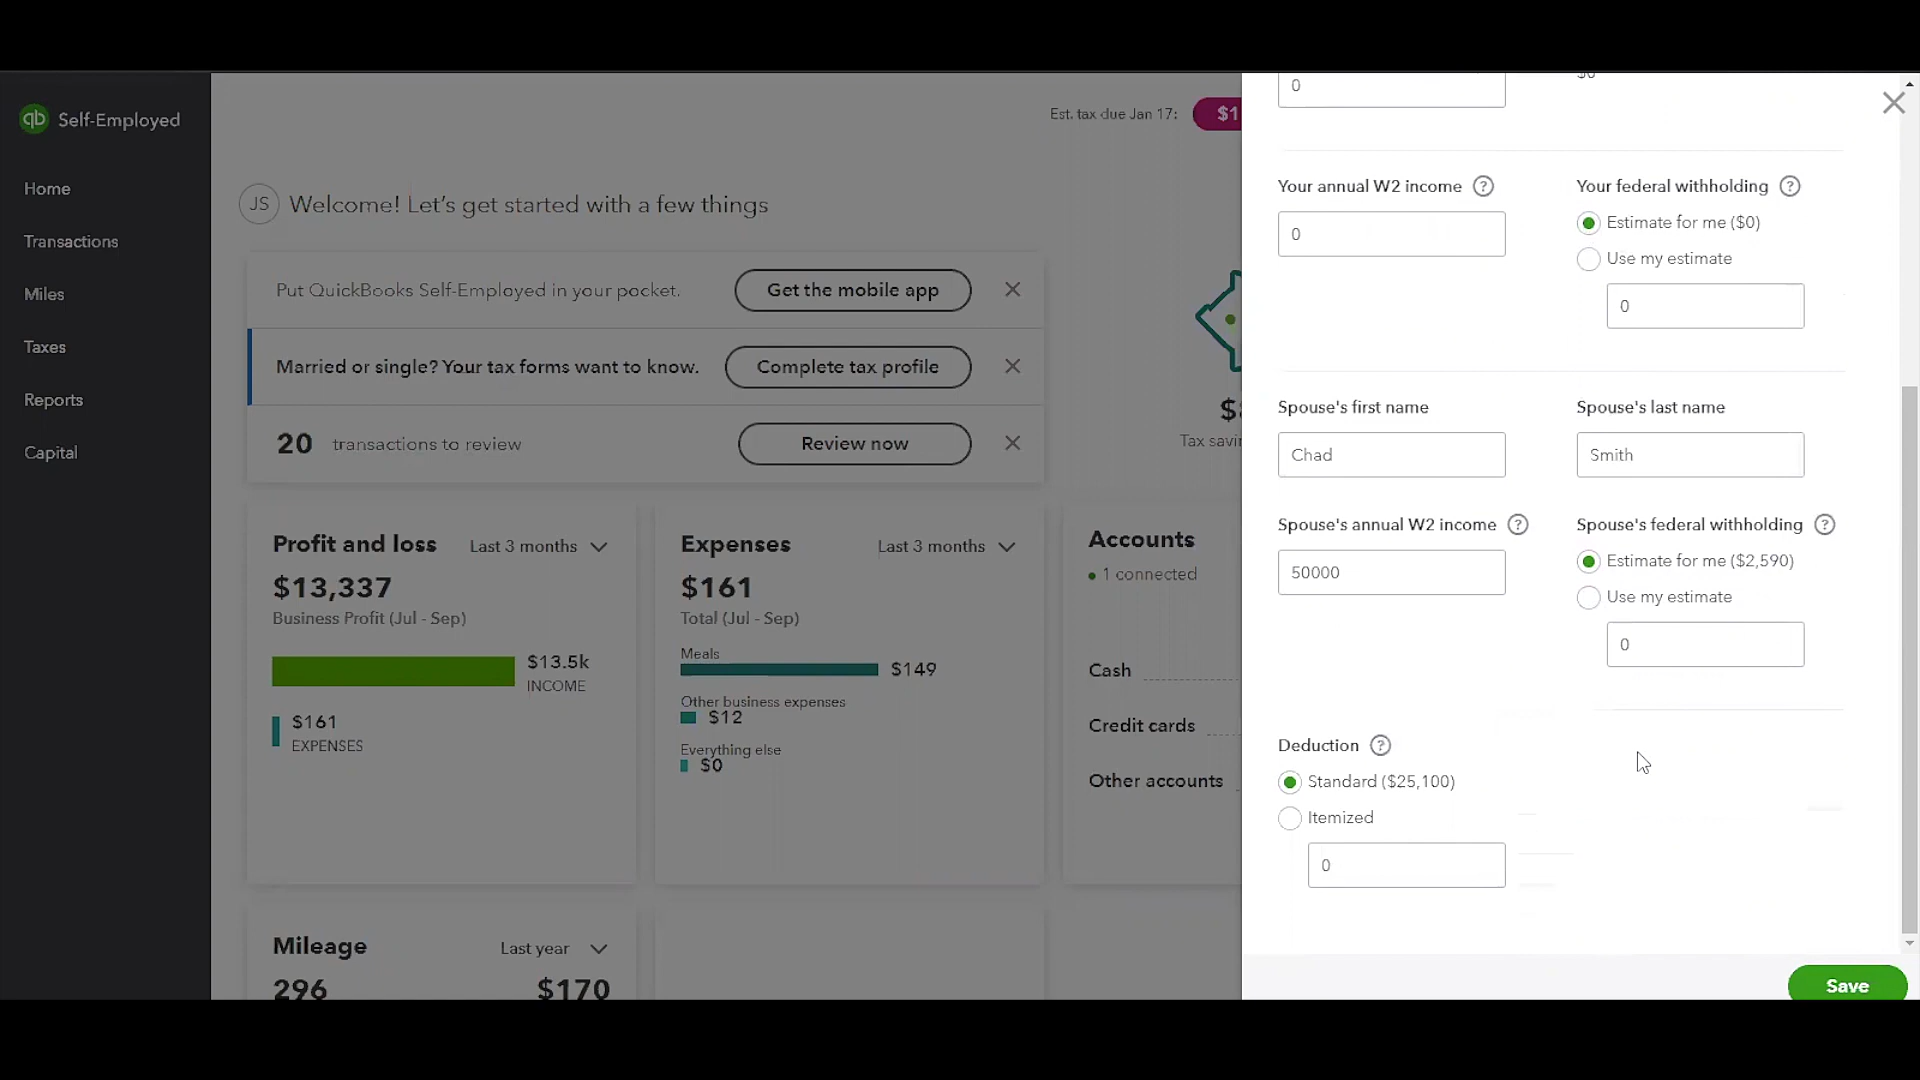 qb Self-Employed
Home
Transactions
Miles
Taxes
Reports
Capital
Est. tax due Jan 17: $1
JS Welcome! Let's get started with a few things
Put QuickBooks Self-Employed in your pocket. Get the mobile app
Married or single? Your tax forms want to know. Complete tax profile
20 transactions to review Review now
Tax savin
Profit and loss Last 3 months
$13,337
Business Profit (Jul - Sep)
$13.5k
INCOME
$161
EXPENSES
Expenses Last 3 months
$161
Total (Jul - Sep)
Meals
$149
Other business expenses
$12
Everything else
$0
Accounts
1 connected
Cash
Credit cards
Other accounts
Mileage Last year
296 $170
0 $0
Your annual W2 income ? Your federal withholding ?
0 Estimate for me ($0)
Use my estimate
0
Spouse's first name Spouse's last name
Chad Smith
Spouse's annual W2 income ? Spouse's federal withholding ?
50000 Estimate for me ($2,590)
Use my estimate
0
Deduction ?
Standard ($25,100)
Itemized
0
Save